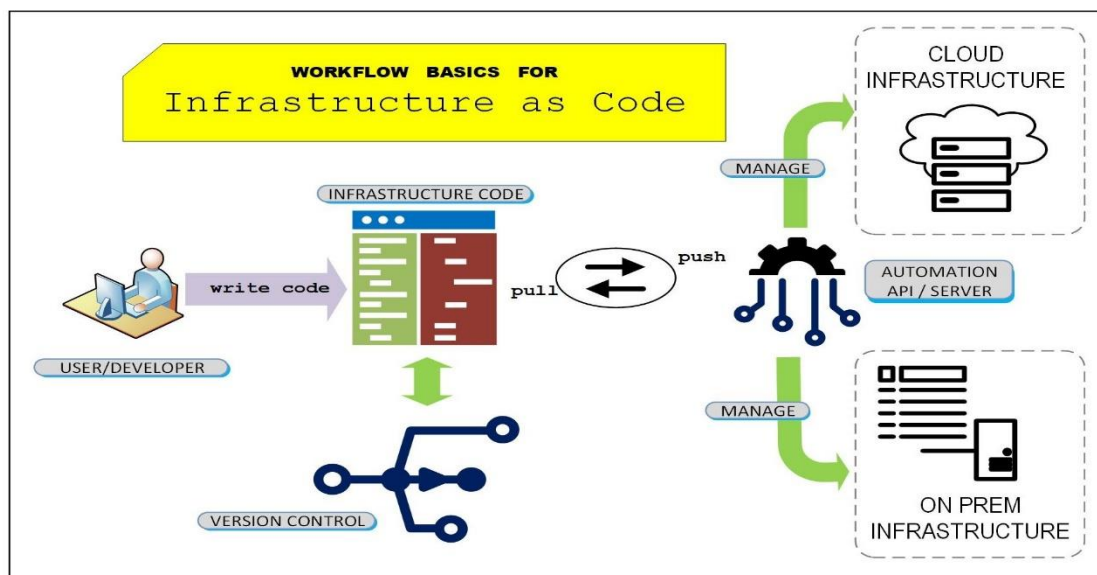 WORKFLOW BASICS FOR
Infrastructure as Code
CLOUD
INFRASTRUCTURE
MANAGE
INFRASTRUCTURE CODE
write code
pull
push
AUTOMATION
API / SERVER
USER/DEVELOPER
MANAGE
VERSION CONTROL
ON PREM
INFRASTRUCTURE